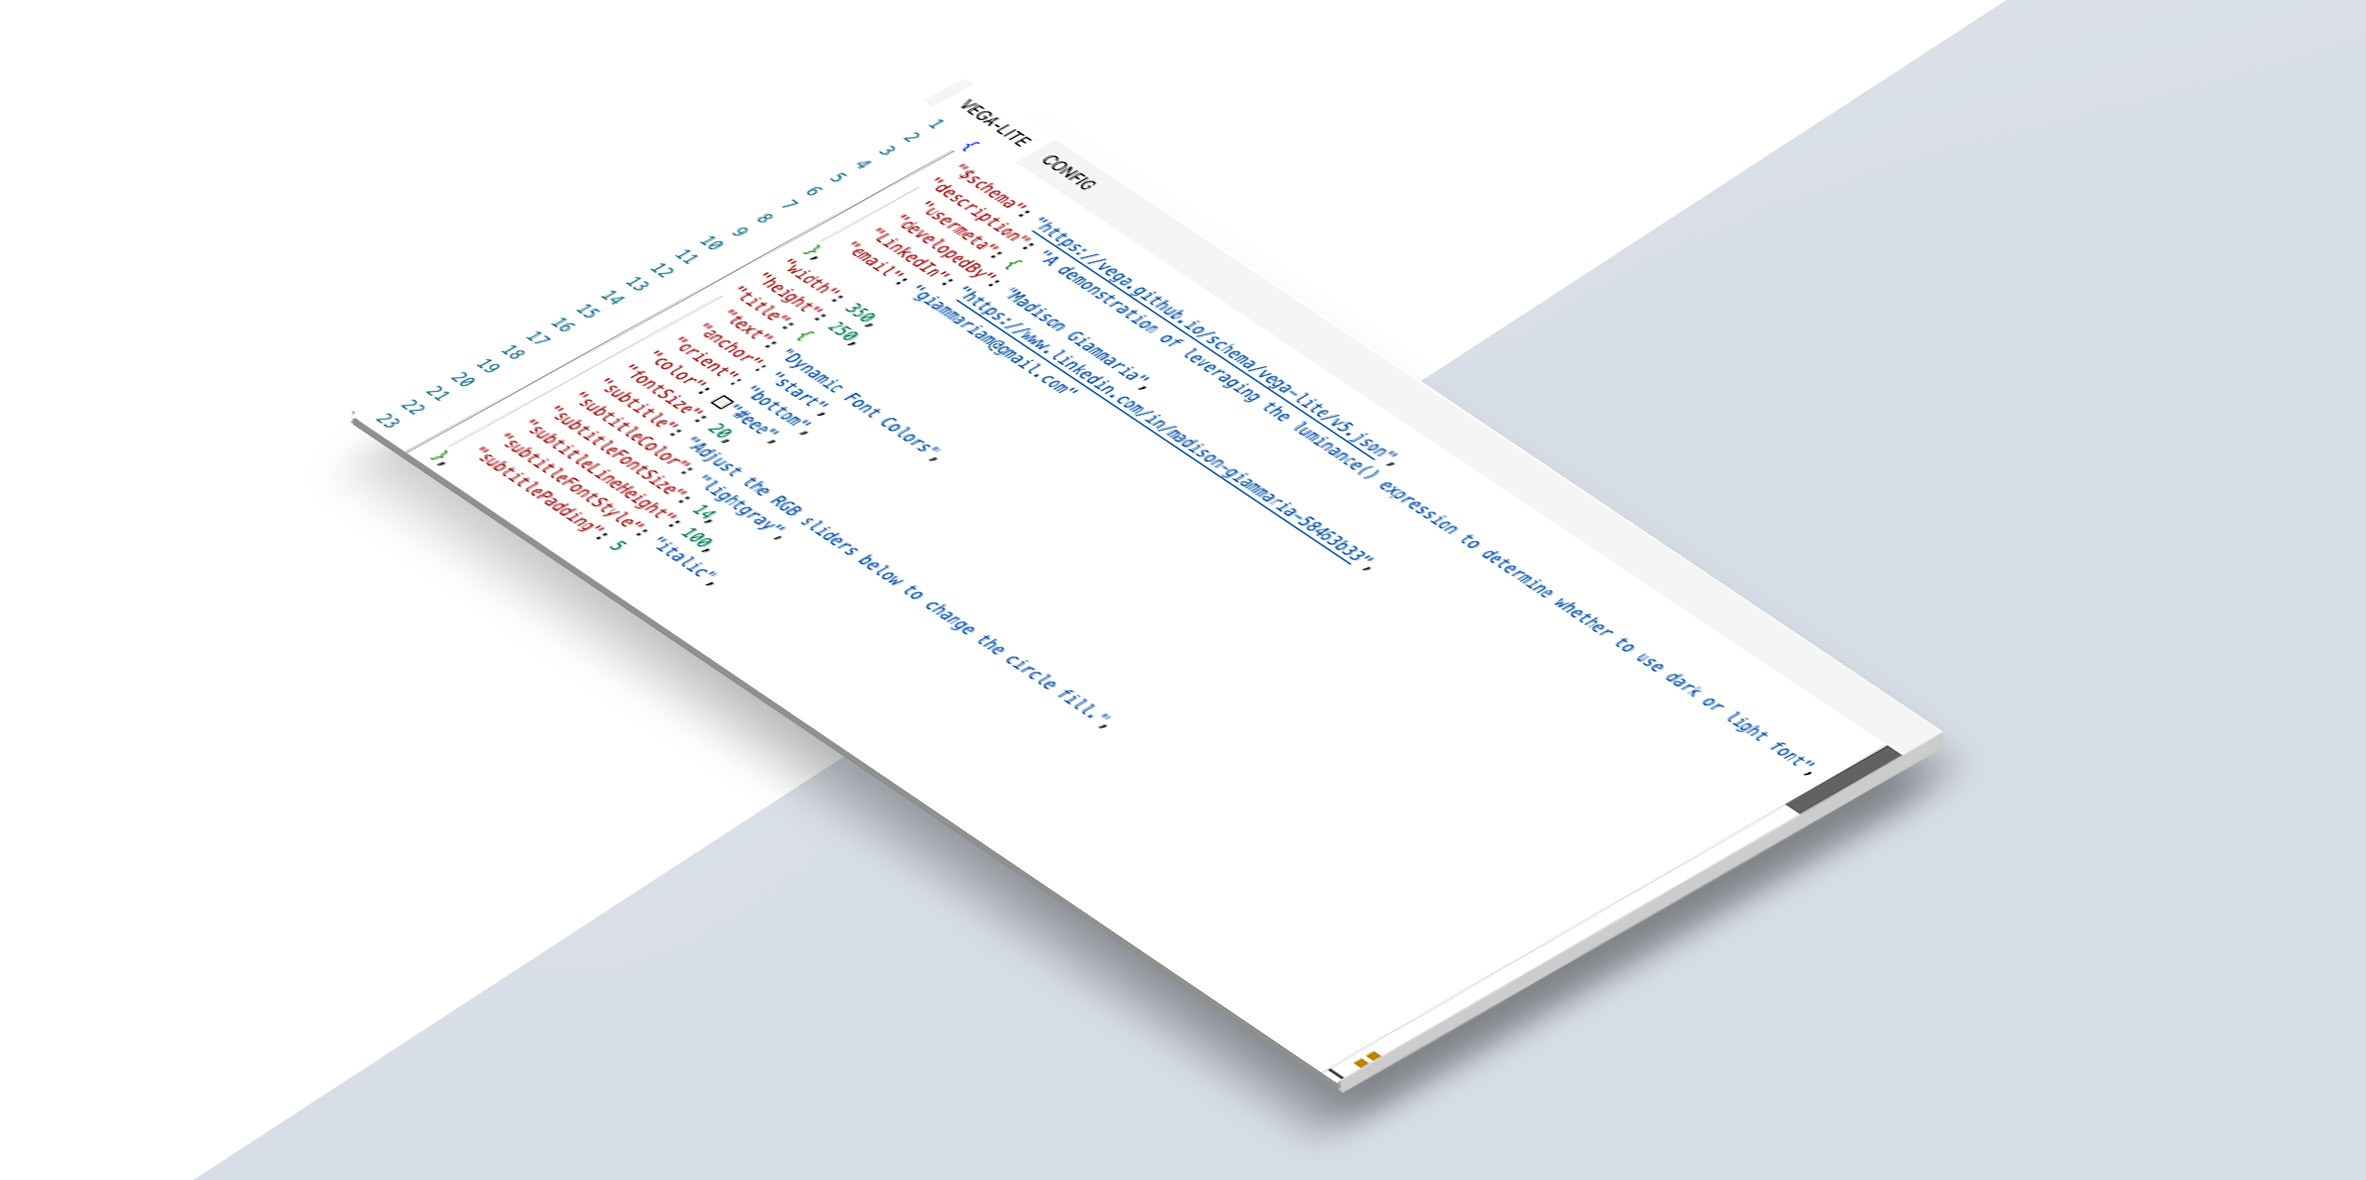 VEGA-LITE CONFIG
1 {
2 "$schema": "https://vega.github.io/schema/vega-lite/v5.json",
3 "description": "A demonstration of leveraging the luminance() expression to determine whether to use dark or light font",
4 "usermeta": {
5 "developedBy": "Madison Giammaria",
6 "LinkedIn": "https://www.linkedin.com/in/madison-giammaria-58463b33",
7 "email": "giammariam@gmail.com"
8 },
9 "width": 350,
10 "height": 250,
11 "title": {
12 "text": "Dynamic Font Colors",
13 "anchor": "start",
14 "orient": "bottom",
15 "color": "#eee",
16 "fontSize": 20,
17 "subtitle": "Adjust the RGB sliders below to change the circle fill.",
18 "subtitleColor": "lightgray",
19 "subtitleFontSize": 14,
20 "subtitleLineHeight": 100,
21 "subtitleFontStyle": "italic",
22 "subtitlePadding": 5
23 },